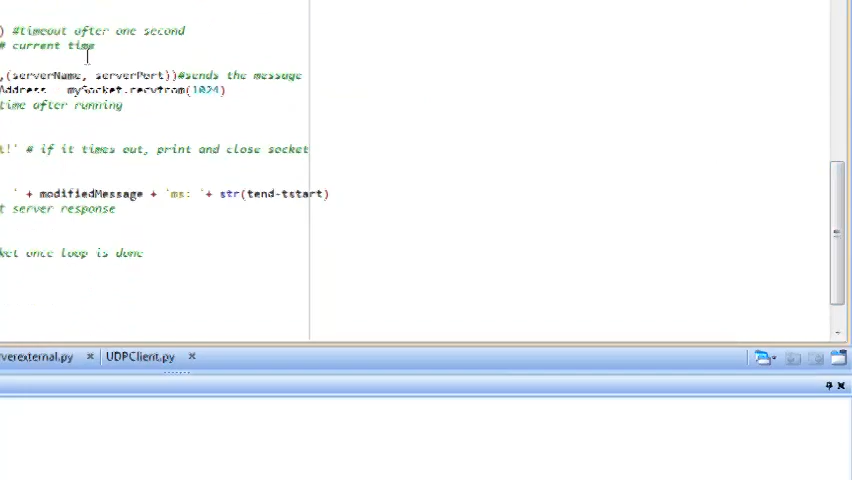 ) #timeout after one second
# current time
,(serverName, serverPort))#sends the message
Address = mySocket.recvfrom(1024)
time after running
t!' # if it times out, print and close socket
' + modifiedMessage + 'ms: '+ str(tend-tstart)
t server response
ket once loop is done
verexternal.py UDPClient.py